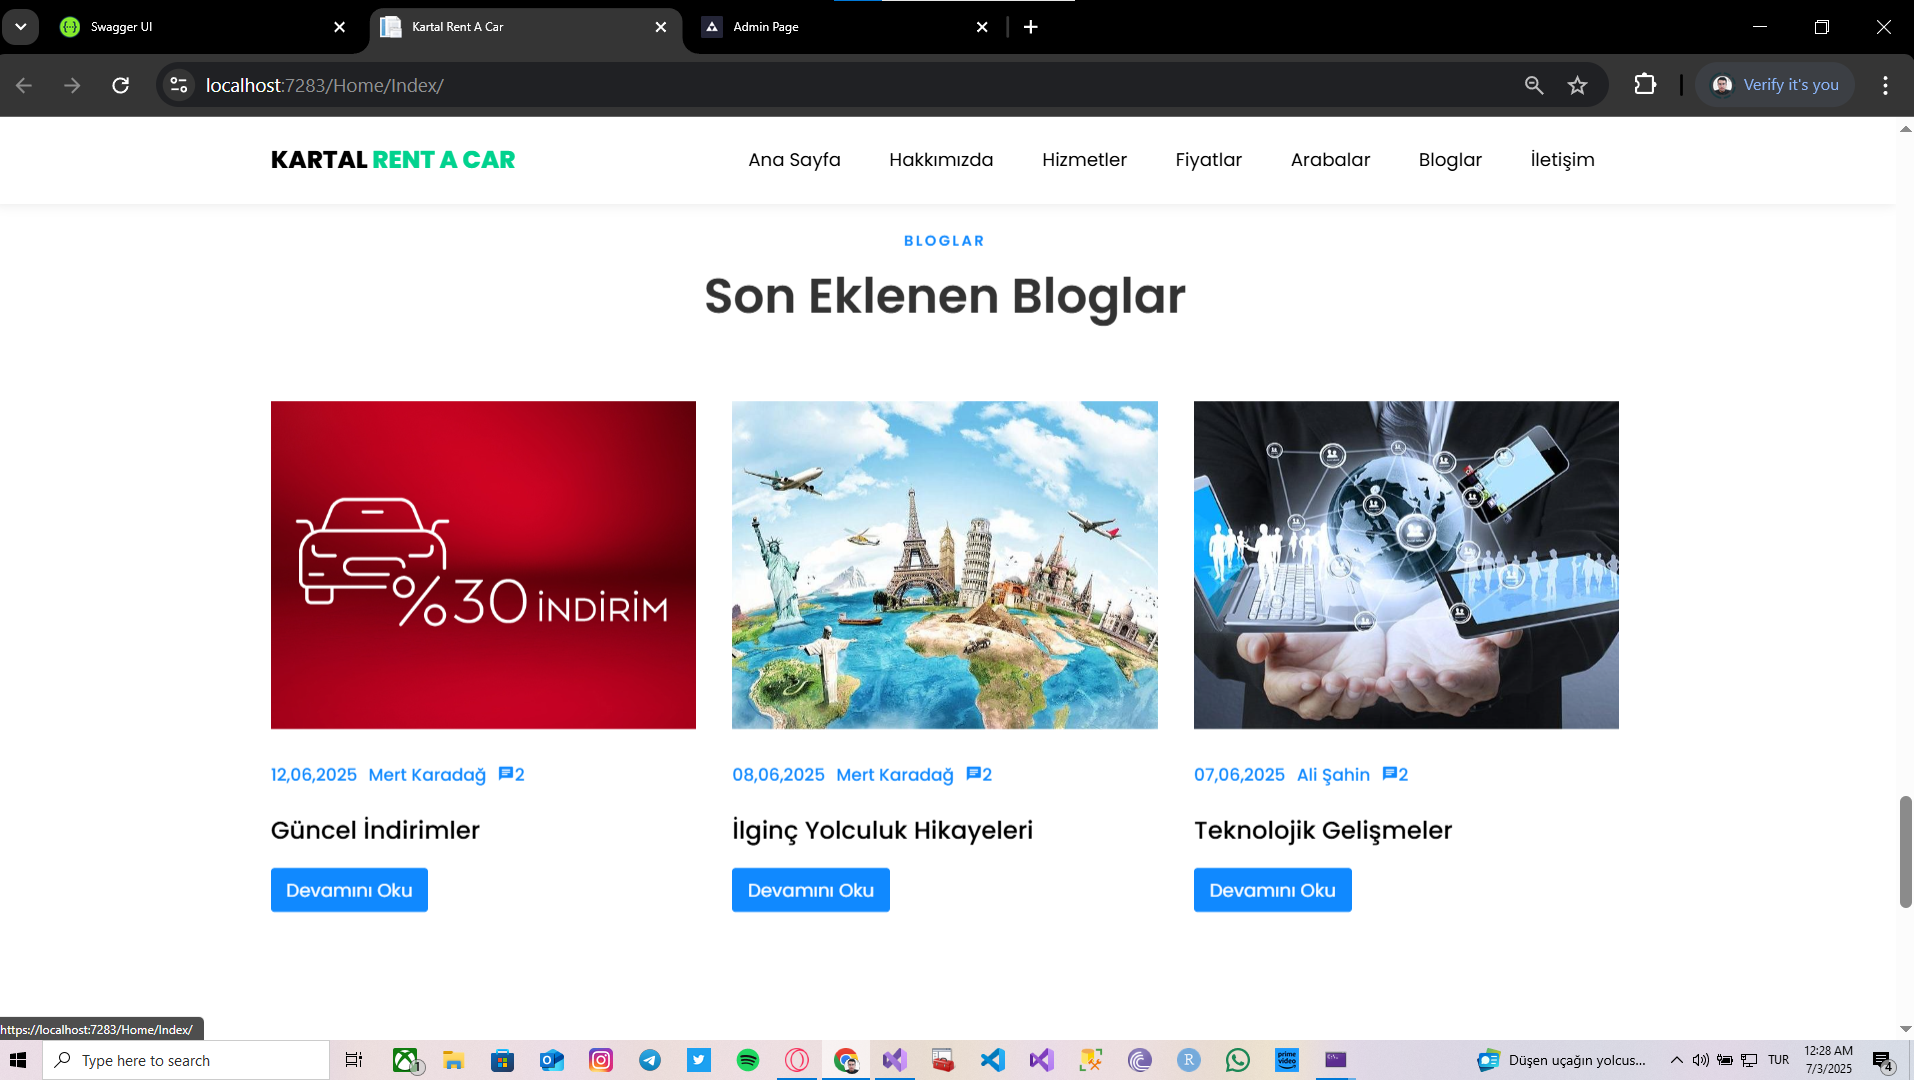 Swagger UI
Kartal Rent A Car
Admin Page
localhost:7283/Home/Index/
Verify it's you
KARTAL RENT A CAR
Ana Sayfa
Hakkımızda
Hizmetler
Fiyatlar
Arabalar
Bloglar
İletişim
BLOGLAR
Son Eklenen Bloglar
%30 İNDİRİM
12,06,2025 Mert Karadağ 2
Güncel İndirimler
Devamını Oku
08,06,2025 Mert Karadağ 2
İlginç Yolculuk Hikayeleri
Devamını Oku
07,06,2025 Ali Şahin 2
Teknolojik Gelişmeler
Devamını Oku
https://localhost:7283/Home/Index/
Type here to search
1
prime video
R
Düşen uçağın yolcus...
TUR
12:28 AM
7/3/2025
4